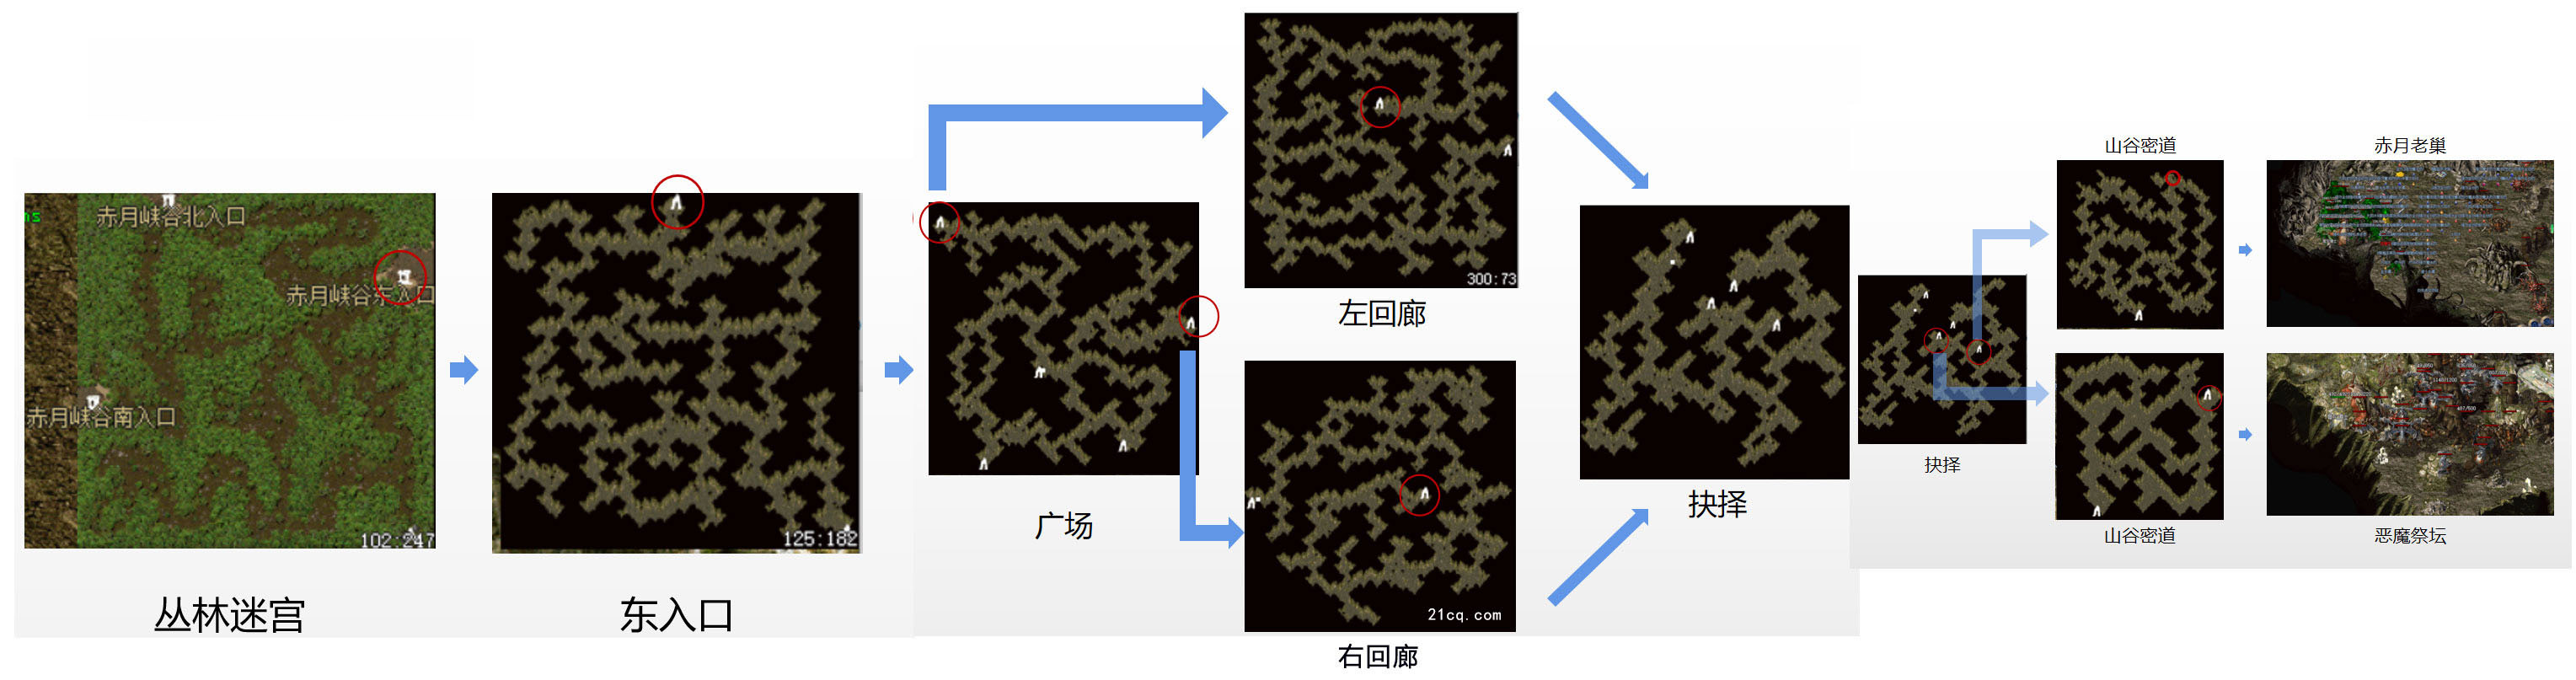 赤月峡谷北入口
赤月峡谷东入口
赤月峡谷南入口
102:247
丛林迷宫
125:182
东入口
广场
300:73
左回廊
21cq.com
右回廊
抉择
抉择
山谷密道
赤月老巢
山谷密道
恶魔祭坛